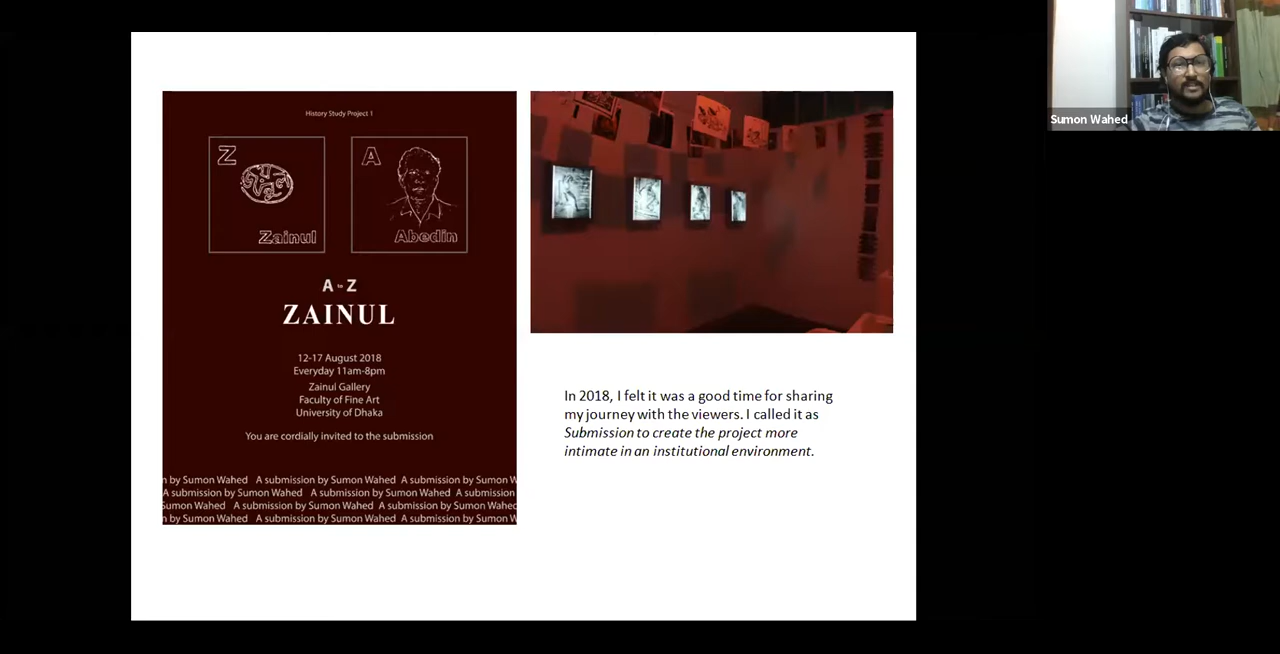 History Study Project 1
Z
Zainul
A
Abedin
A to Z
ZAINUL
12-17 August 2018
Everyday 11am-8pm
Zainul Gallery
Faculty of Fine Art
University of Dhaka
You are cordially invited to the submission
n by Sumon Wahed A submission by Sumon Wahed A submission by Sumon W
A submission by Sumon Wahed A submission by Sumon Wahed A submission
Sumon Wahed A submission by Sumon Wahed A submission by Sumon Wahed
n by Sumon Wahed A submission by Sumon Wahed A submission by Sumon W
In 2018, I felt it was a good time for sharing
my journey with the viewers. I called it as
Submission to create the project more
intimate in an institutional environment.
Sumon Wahed